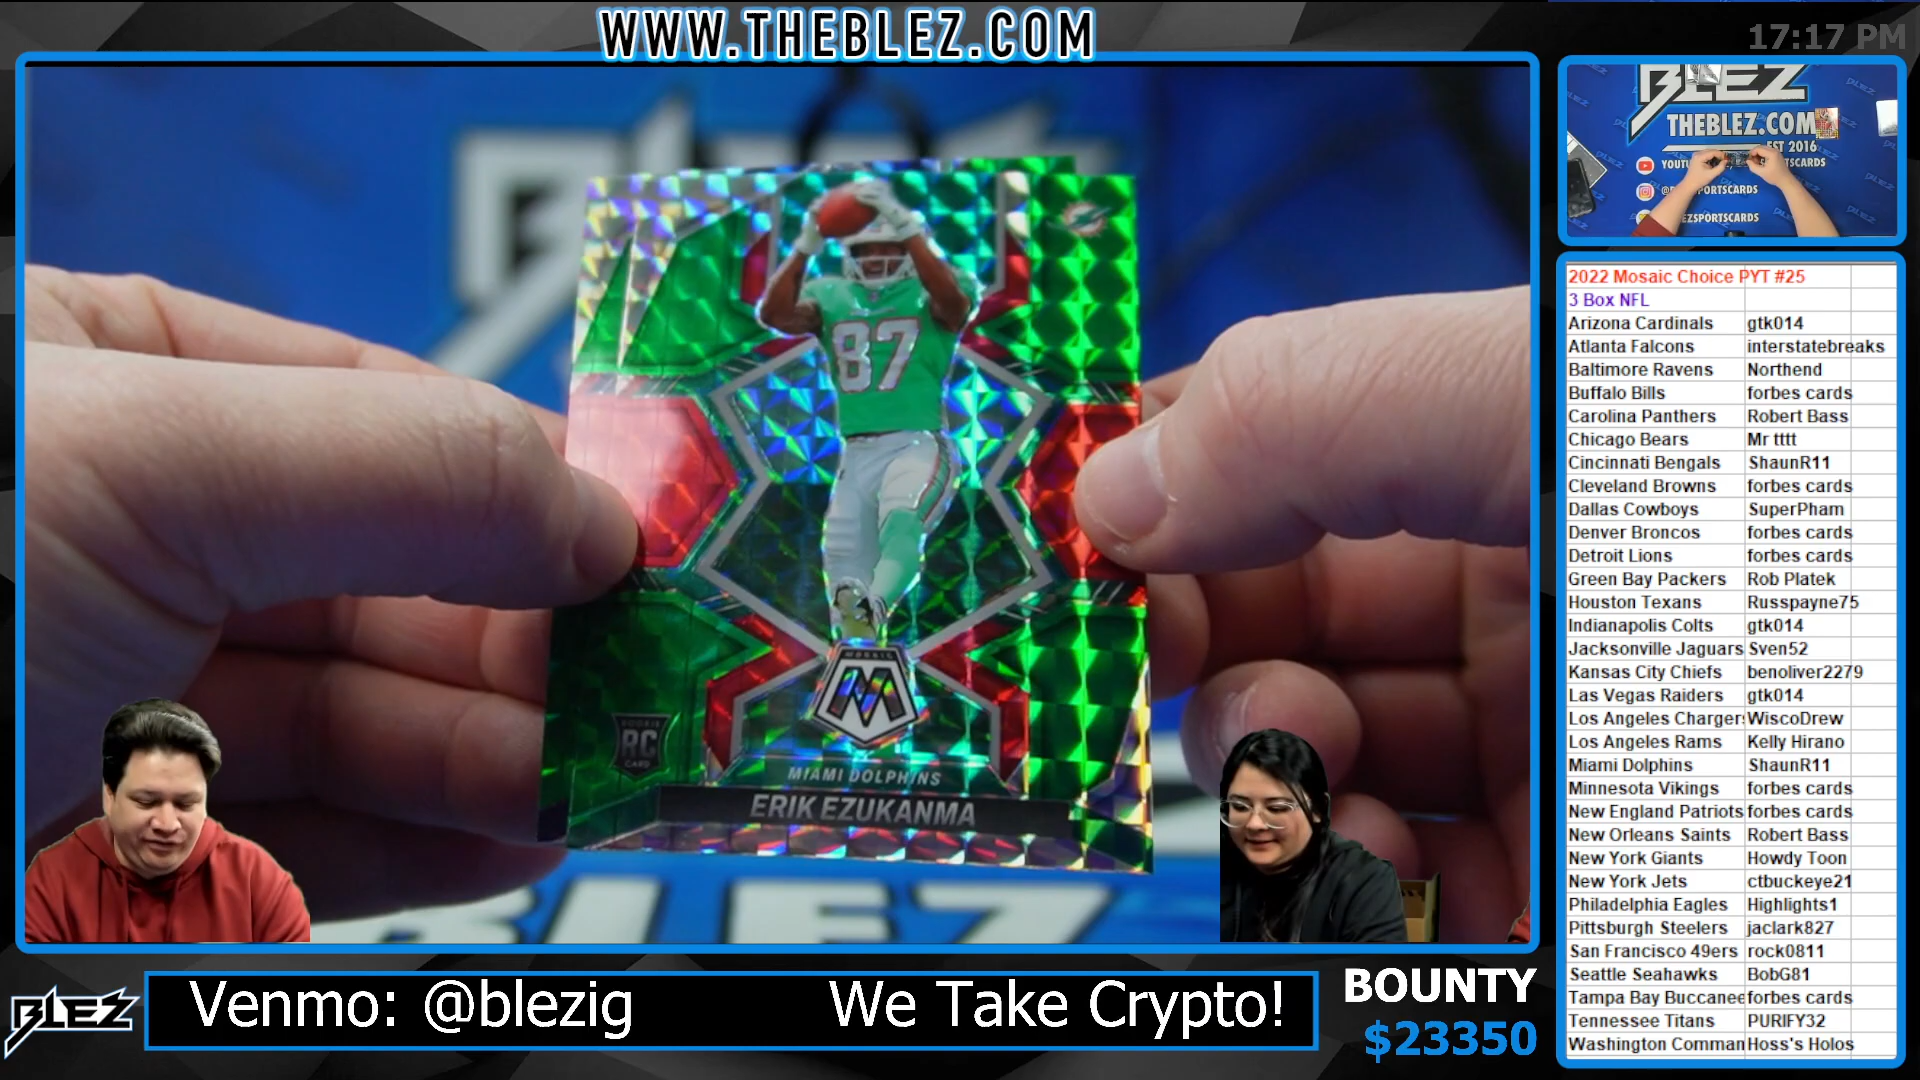 WWW.THEBLEZ.COM
17:17 PM
87
MOSAIC
ROOKIE
RC
CARD
MIAMI DOLPHINS
ERIK EZUKANMA
BLEZ
BLEZ
THEBLEZ.COM
EST 2016
2022 Mosaic Choice PYT #25
3 Box NFL
Arizona Cardinals gtk014
Atlanta Falcons interstatebreaks
Baltimore Ravens Northend
Buffalo Bills forbes cards
Carolina Panthers Robert Bass
Chicago Bears Mr tttt
Cincinnati Bengals ShaunR11
Cleveland Browns forbes cards
Dallas Cowboys SuperPham
Denver Broncos forbes cards
Detroit Lions forbes cards
Green Bay Packers Rob Platek
Houston Texans Russpayne75
Indianapolis Colts gtk014
Jacksonville Jaguars Sven52
Kansas City Chiefs benoliver2279
Las Vegas Raiders gtk014
Los Angeles Chargers WiscoDrew
Los Angeles Rams Kelly Hirano
Miami Dolphins ShaunR11
Minnesota Vikings forbes cards
New England Patriots forbes cards
New Orleans Saints Robert Bass
New York Giants Howdy Toon
New York Jets ctbuckeye21
Philadelphia Eagles Highlights1
Pittsburgh Steelers jaclark827
San Francisco 49ers rock0811
Seattle Seahawks BobG81
Tampa Bay Buccanee forbes cards
Tennessee Titans PURIFY32
Washington Comman Hoss's Holos
BLEZ
Venmo: @blezig We Take Crypto!
BOUNTY
$23350